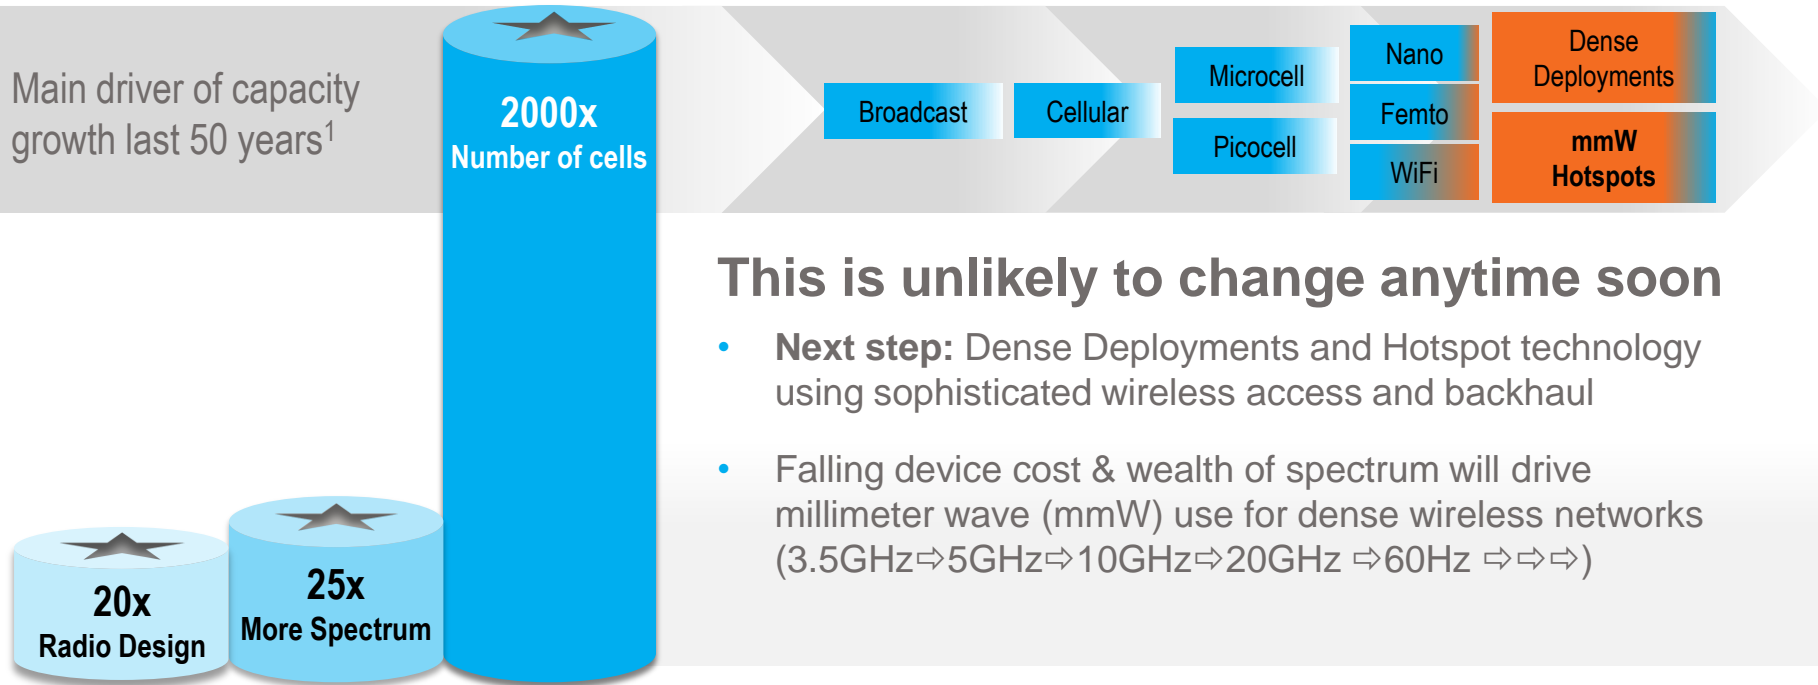 Main driver of capacity
growth last 50 years1
2000x
Number of cells
20x
Radio Design
25x
More Spectrum
Broadcast
Cellular
Microcell
Picocell
Nano
Femto
WiFi
Dense
Deployments
mmW
Hotspots
This is unlikely to change anytime soon
• Next step: Dense Deployments and Hotspot technology
using sophisticated wireless access and backhaul
• Falling device cost & wealth of spectrum will drive
millimeter wave (mmW) use for dense wireless networks
(3.5GHz⇨5GHz⇨10GHz⇨20GHz ⇨60Hz ⇨⇨⇨)